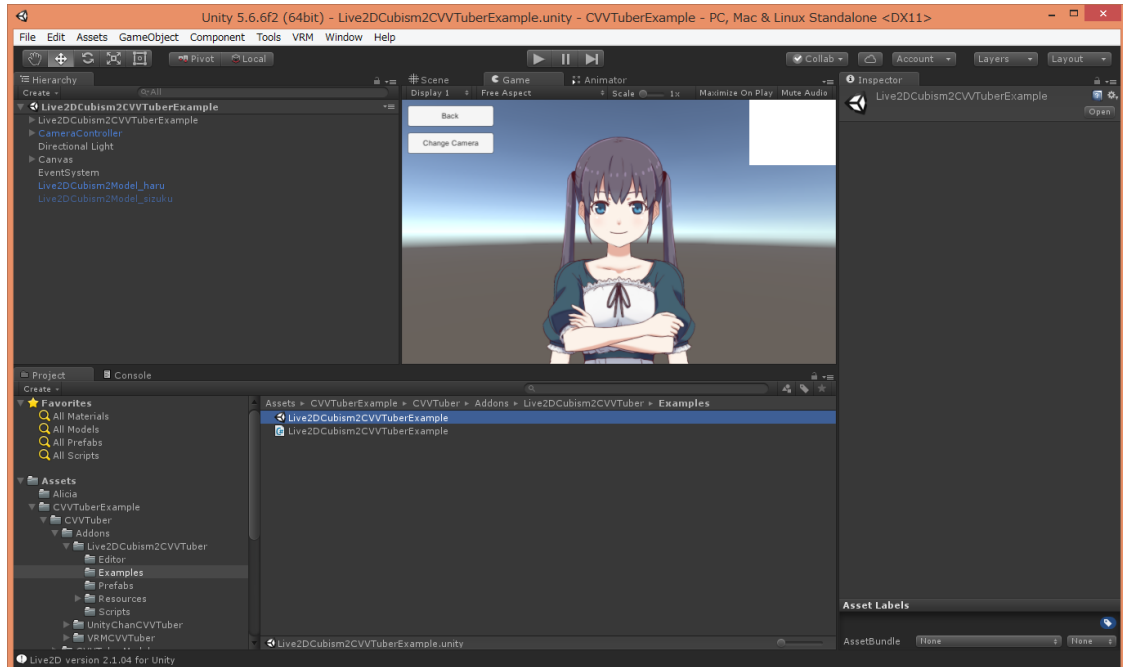 Unity 5.6.6f2 (64bit) - Live2DCubism2CVVTuberExample.unity - CVVTuberExample - PC, Mac & Linux Standalone <DX11>
File Edit Assets GameObject Component Tools VRM Window Help
Pivot Local Collab Account Layers Layout
Hierarchy
Create All
Live2DCubism2CVVTuberExample
Live2DCubism2CVVTuberExample
CameraController
Directional Light
Canvas
EventSystem
Live2DCubism2Model_haru
Live2DCubism2Model_sizuku
Scene Game Animator
Display 1 Free Aspect Scale 1x Maximize On Play Mute Audio
Back
Change Camera
Inspector
Live2DCubism2CVVTuberExample
Open
Project Console
Create
Favorites
All Materials
All Models
All Prefabs
All Scripts
Assets
Alicia
CVVTuberExample
CVVTuber
Addons
Live2DCubism2CVVTuber
Editor
Examples
Prefabs
Resources
Scripts
UnityChanCVVTuber
VRMCVVTuber
Assets CVVTuberExample CVVTuber Addons Live2DCubism2CVVTuber Examples
Live2DCubism2CVVTuberExample
Live2DCubism2CVVTuberExample
Live2DCubism2CVVTuberExample.unity
Asset Labels
AssetBundle None None
Live2D version 2.1.04 for Unity